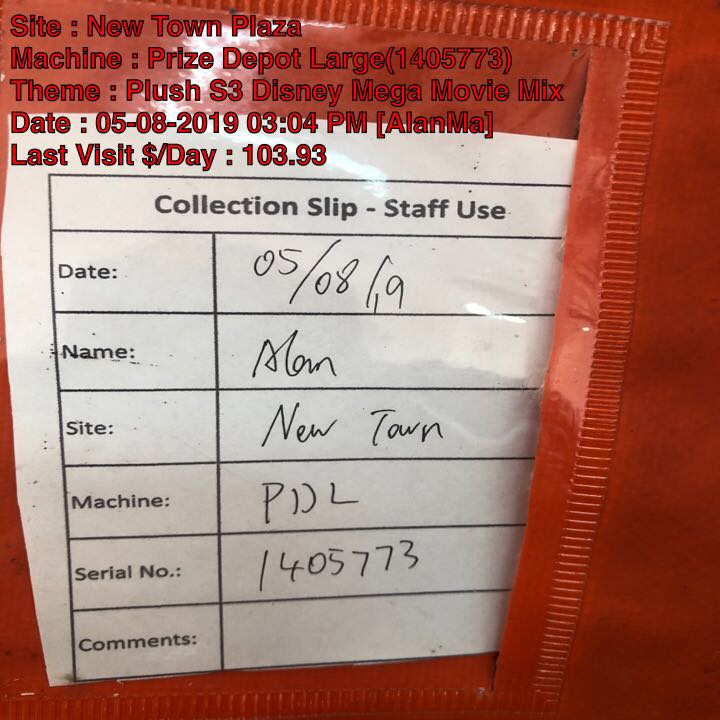 Site : New Town Plaza
Machine : Prize Depot Large(1405773)
Theme : Plush S3 Disney Mega Movie Mix
Date : 05-08-2019 03:04 PM [AlanMa]
Last Visit $/Day : 103.93
Collection Slip - Staff Use
Date: 05/08/19
Name: Alan
Site: New Town
Machine: PDL
Serial No.: 1405773
Comments: